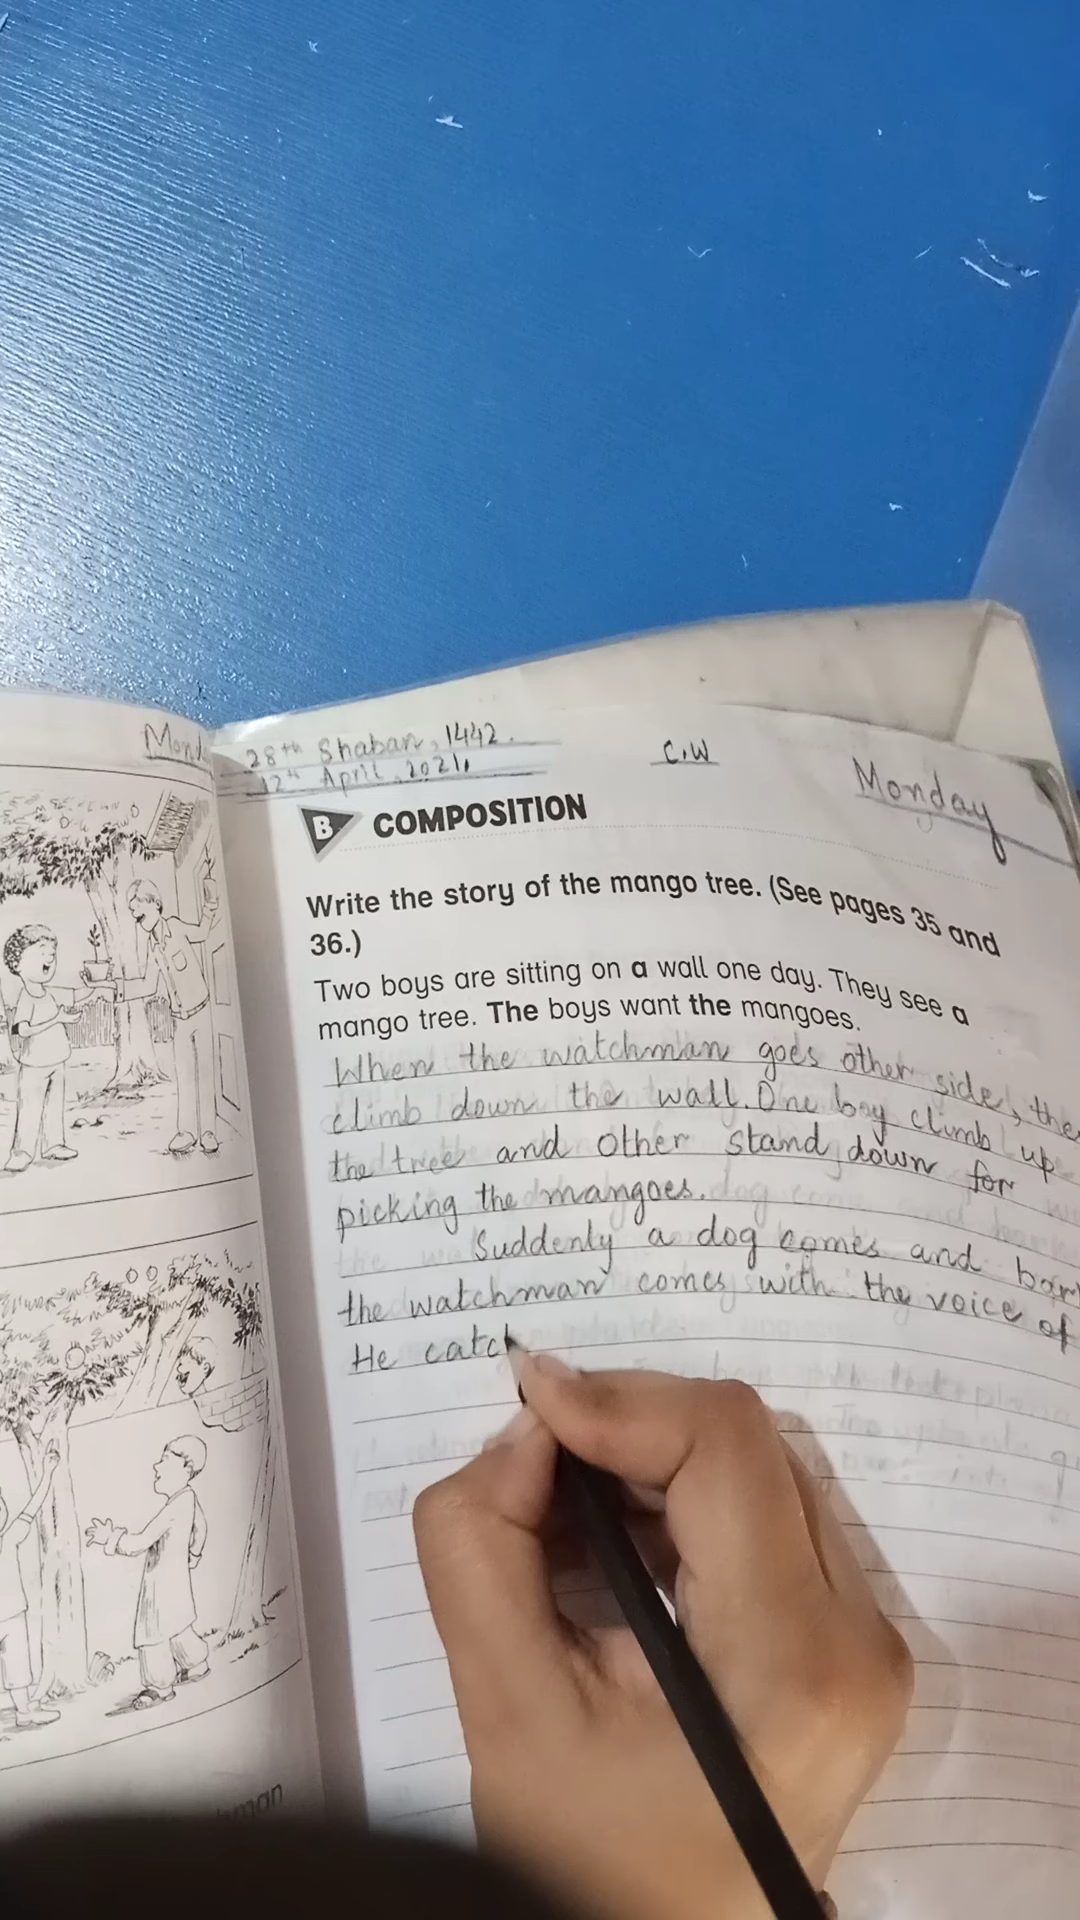 Mond
28th Shaban, 1442.
12th April, 2021.
C.W
Monday
B COMPOSITION
Write the story of the mango tree. (See pages 35 and
36.)
Two boys are sitting on a wall one day. They see a
mango tree. The boys want the mangoes.
When the watchman goes other side, the
climb down the wall. One boy climb up
the tree and other stand down for
picking the mangoes.
Suddenly a dog comes and bar
the watchman comes with the voice of
He catch
man